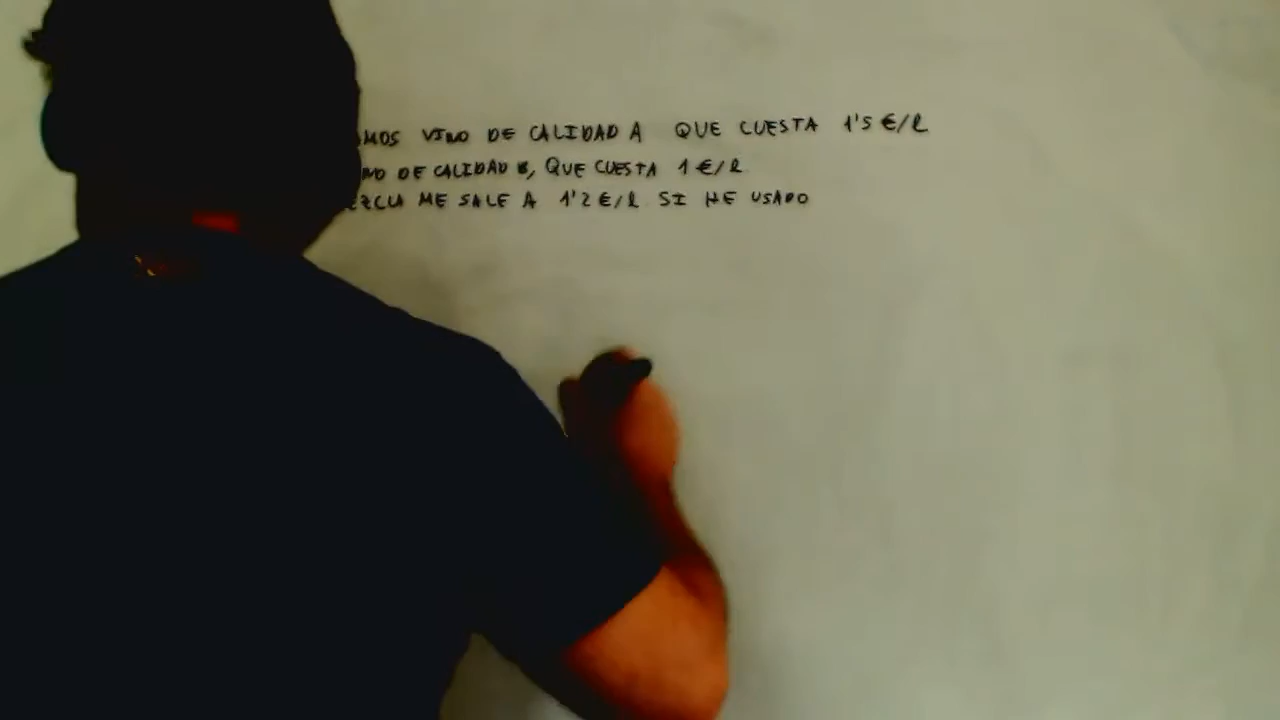 VINO DE CALIDAD A QUE CUESTA 1'5 €/l
DE CALIDAD B, QUE CUESTA 1 €/l
ME SALE A 1'2 €/l SI HE USADO